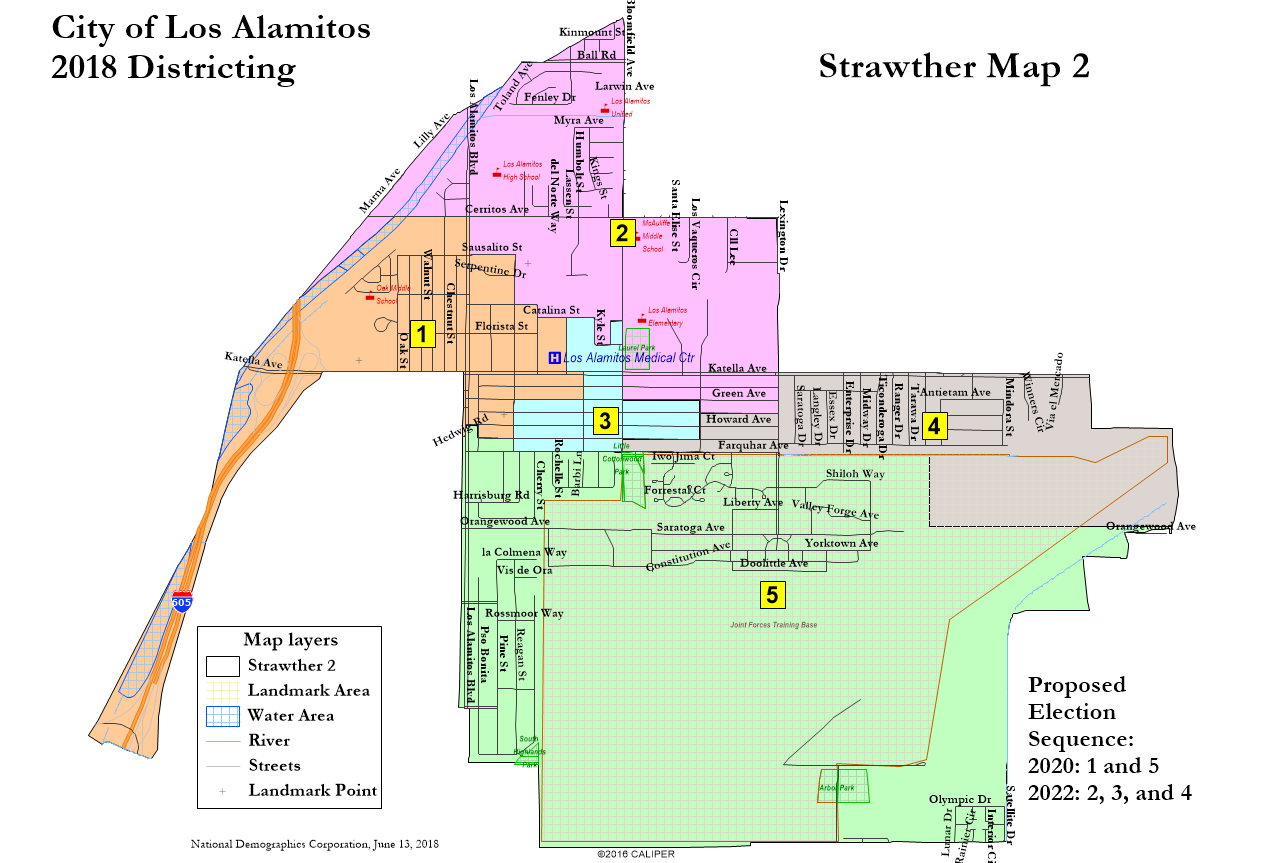 City of Los Alamitos
2018 Districting
Strawther Map 2
Bloomfield Ave
Kinmount St
Ball Rd
Toland Ave
Larwin Ave
Fenley Dr
Los Alamitos
United
Myra Ave
Lilly Ave
Los Alamitos Blvd
Humbolt St
Kings St
Los Alamitos
High School
del Norte Way
Lassen St
Marna Ave
Cerritos Ave
Santa Elise St
Los Vaqueros Cir
Lexington Dr
McAuliffe
Middle
School
2
Cll Lee
Sausalito St
Serpentine Dr
Walnut St
Chestnut St
Oak Middle
School
Catalina St
Kyle St
Los Alamitos
Elementary
Florista St
1
Oak St
Laurel Park
Katella Ave
H Los Alamitos Medical Ctr
Katella Ave
Green Ave
Howard Ave
Farquhar Ave
Saratoga Dr
Langley Dr
Essex Dr
Enterprise Dr
Midway Dr
Ticonderoga Dr
Ranger Dr
Tarawa Dr
Antietam Ave
Mindora St
Winners Cir
Via el Mercado
3
4
Hedwig Rd
Little
Cottonwood
Park
Iwo Jima Ct
Rochelle St
Cherry St
Shiloh Way
Forrestal Ct
Harrisburg Rd
Liberty Ave
Valley Forge Ave
Orangewood Ave
Saratoga Ave
Orangewood Ave
Yorktown Ave
la Colmena Way
Constitution Ave
Doolittle Ave
Vis de Ora
5
605
Rossmoor Way
Joint Forces Training Base
Los Alamitos Blvd
Pso Bonita
Pine St
Reagan St
Map layers
Strawther 2
Landmark Area
Water Area
River
Streets
Landmark Point
South
Highlands
Park
Arbor Park
Proposed
Election
Sequence:
2020: 1 and 5
2022: 2, 3, and 4
Olympic Dr
Lunar Dr
Rainier Cir
Satellite Dr
National Demographics Corporation, June 13, 2018
©2016 CALIPER